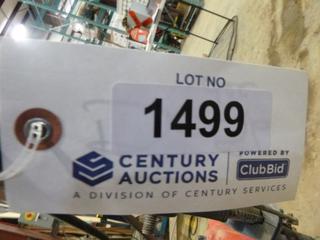 LOT NO
1499
CENTURY
AUCTIONS
POWERED BY
ClubBid
A DIVISION OF CENTURY SERVICES